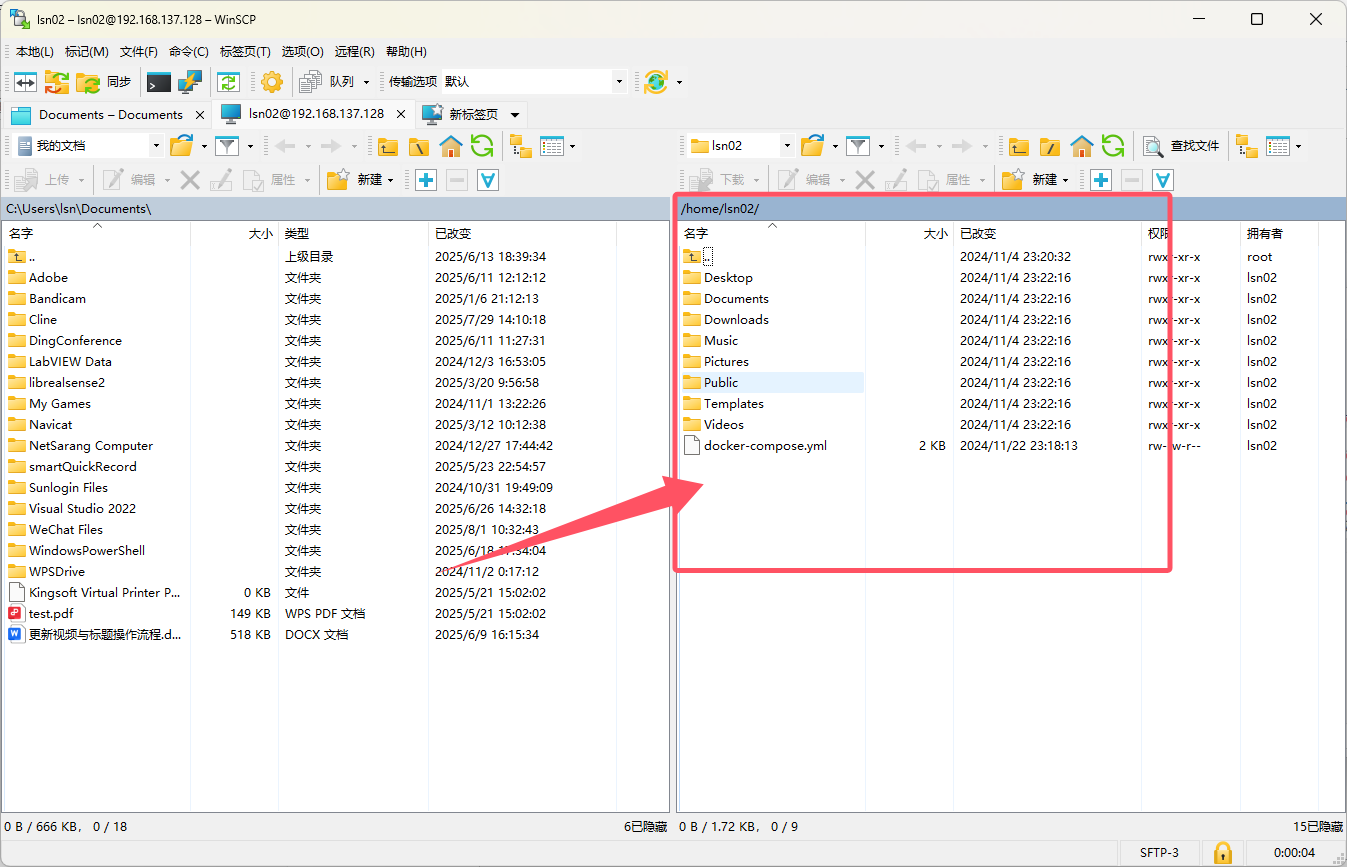 lsn02 – lsn02@192.168.137.128 – WinSCP
本地(L) 标记(M) 文件(F) 命令(C) 标签页(T) 选项(O) 远程(R) 帮助(H)
同步 队列 传输选项 默认
Documents – Documents lsn02@192.168.137.128 新标签页
我的文档 lsn02 查找文件
上传 编辑 属性 新建 下载 编辑 属性 新建
C:\Users\lsn\Documents\
名字 大小 类型 已改变
.. 上级目录 2025/6/13 18:39:34
Adobe 文件夹 2025/6/11 12:12:12
Bandicam 文件夹 2025/1/6 21:12:13
Cline 文件夹 2025/7/29 14:10:18
DingConference 文件夹 2025/6/11 11:27:31
LabVIEW Data 文件夹 2024/12/3 16:53:05
librealsense2 文件夹 2025/3/20 9:56:58
My Games 文件夹 2024/11/1 13:22:26
Navicat 文件夹 2025/3/12 10:12:38
NetSarang Computer 文件夹 2024/12/27 17:44:42
smartQuickRecord 文件夹 2025/5/23 22:54:57
Sunlogin Files 文件夹 2024/10/31 19:49:09
Visual Studio 2022 文件夹 2025/6/26 14:32:18
WeChat Files 文件夹 2025/8/1 10:32:43
WindowsPowerShell 文件夹 2025/6/18 17:34:04
WPSDrive 文件夹 2024/11/2 0:17:12
Kingsoft Virtual Printer P... 0 KB 文件 2025/5/21 15:02:02
test.pdf 149 KB WPS PDF 文档 2025/5/21 15:02:02
更新视频与标题操作流程.d... 518 KB DOCX 文档 2025/6/9 16:15:34
0 B / 666 KB, 0 / 18 6已隐藏
/home/lsn02/
名字 大小 已改变 权限 拥有者
.. 2024/11/4 23:20:32 rwxr-xr-x root
Desktop 2024/11/4 23:22:16 rwxr-xr-x lsn02
Documents 2024/11/4 23:22:16 rwxr-xr-x lsn02
Downloads 2024/11/4 23:22:16 rwxr-xr-x lsn02
Music 2024/11/4 23:22:16 rwxr-xr-x lsn02
Pictures 2024/11/4 23:22:16 rwxr-xr-x lsn02
Public 2024/11/4 23:22:16 rwxr-xr-x lsn02
Templates 2024/11/4 23:22:16 rwxr-xr-x lsn02
Videos 2024/11/4 23:22:16 rwxr-xr-x lsn02
docker-compose.yml 2 KB 2024/11/22 23:18:13 rw-rw-r-- lsn02
0 B / 1.72 KB, 0 / 9 15已隐藏
SFTP-3 0:00:04